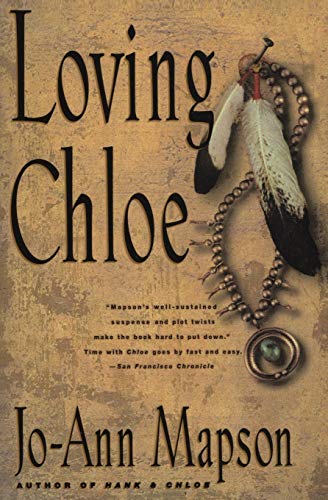 Loving
Chloe
"Mapson's well-sustained
suspense and plot twists
make the book hard to put down."
Time with Chloe goes by fast and easy.
—San Francisco Chronicle
Jo-Ann Mapson
AUTHOR OF HANK & CHLOE